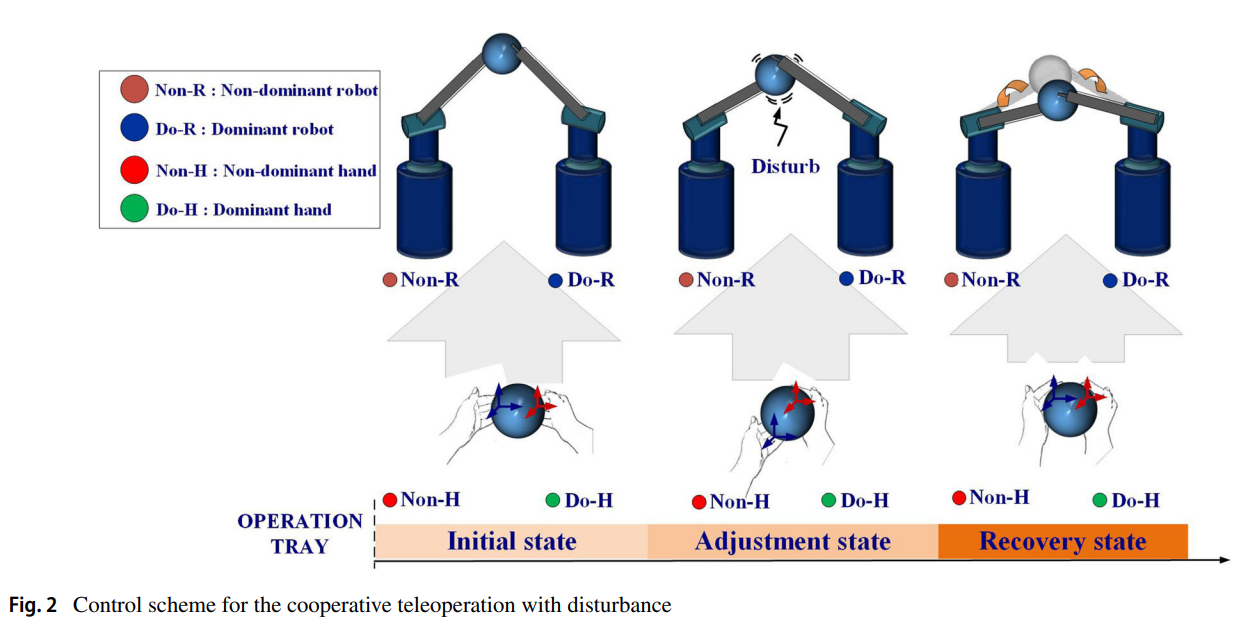 Non-R : Non-dominant robot
Do-R : Dominant robot
Non-H : Non-dominant hand
Do-H : Dominant hand
Disturb
Non-R Do-R Non-R Do-R Non-R Do-R
Non-H Do-H Non-H Do-H Non-H Do-H
OPERATION
TRAY
Initial state Adjustment state Recovery state
Fig. 2 Control scheme for the cooperative teleoperation with disturbance